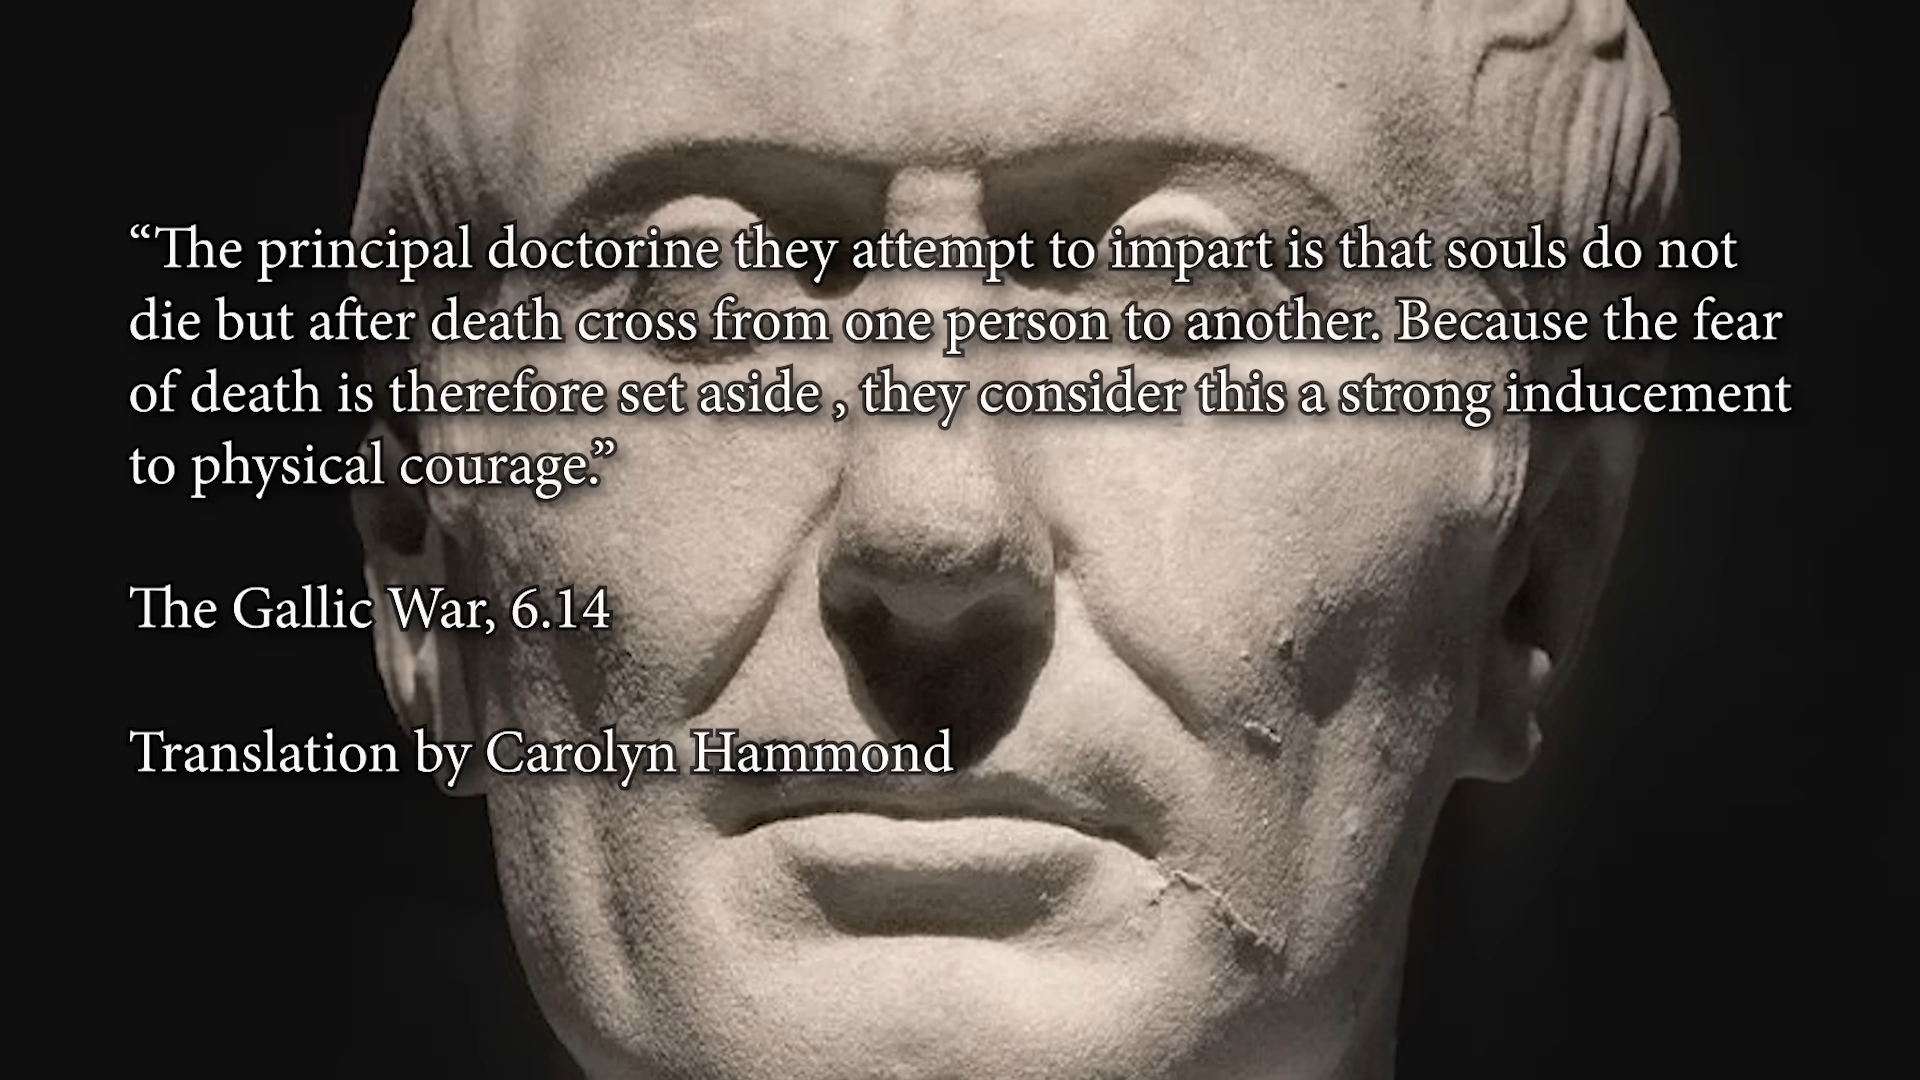 “The principal doctorine they attempt to impart is that souls do not
die but after death cross from one person to another. Because the fear
of death is therefore set aside , they consider this a strong inducement
to physical courage.”
The Gallic War, 6.14
Translation by Carolyn Hammond